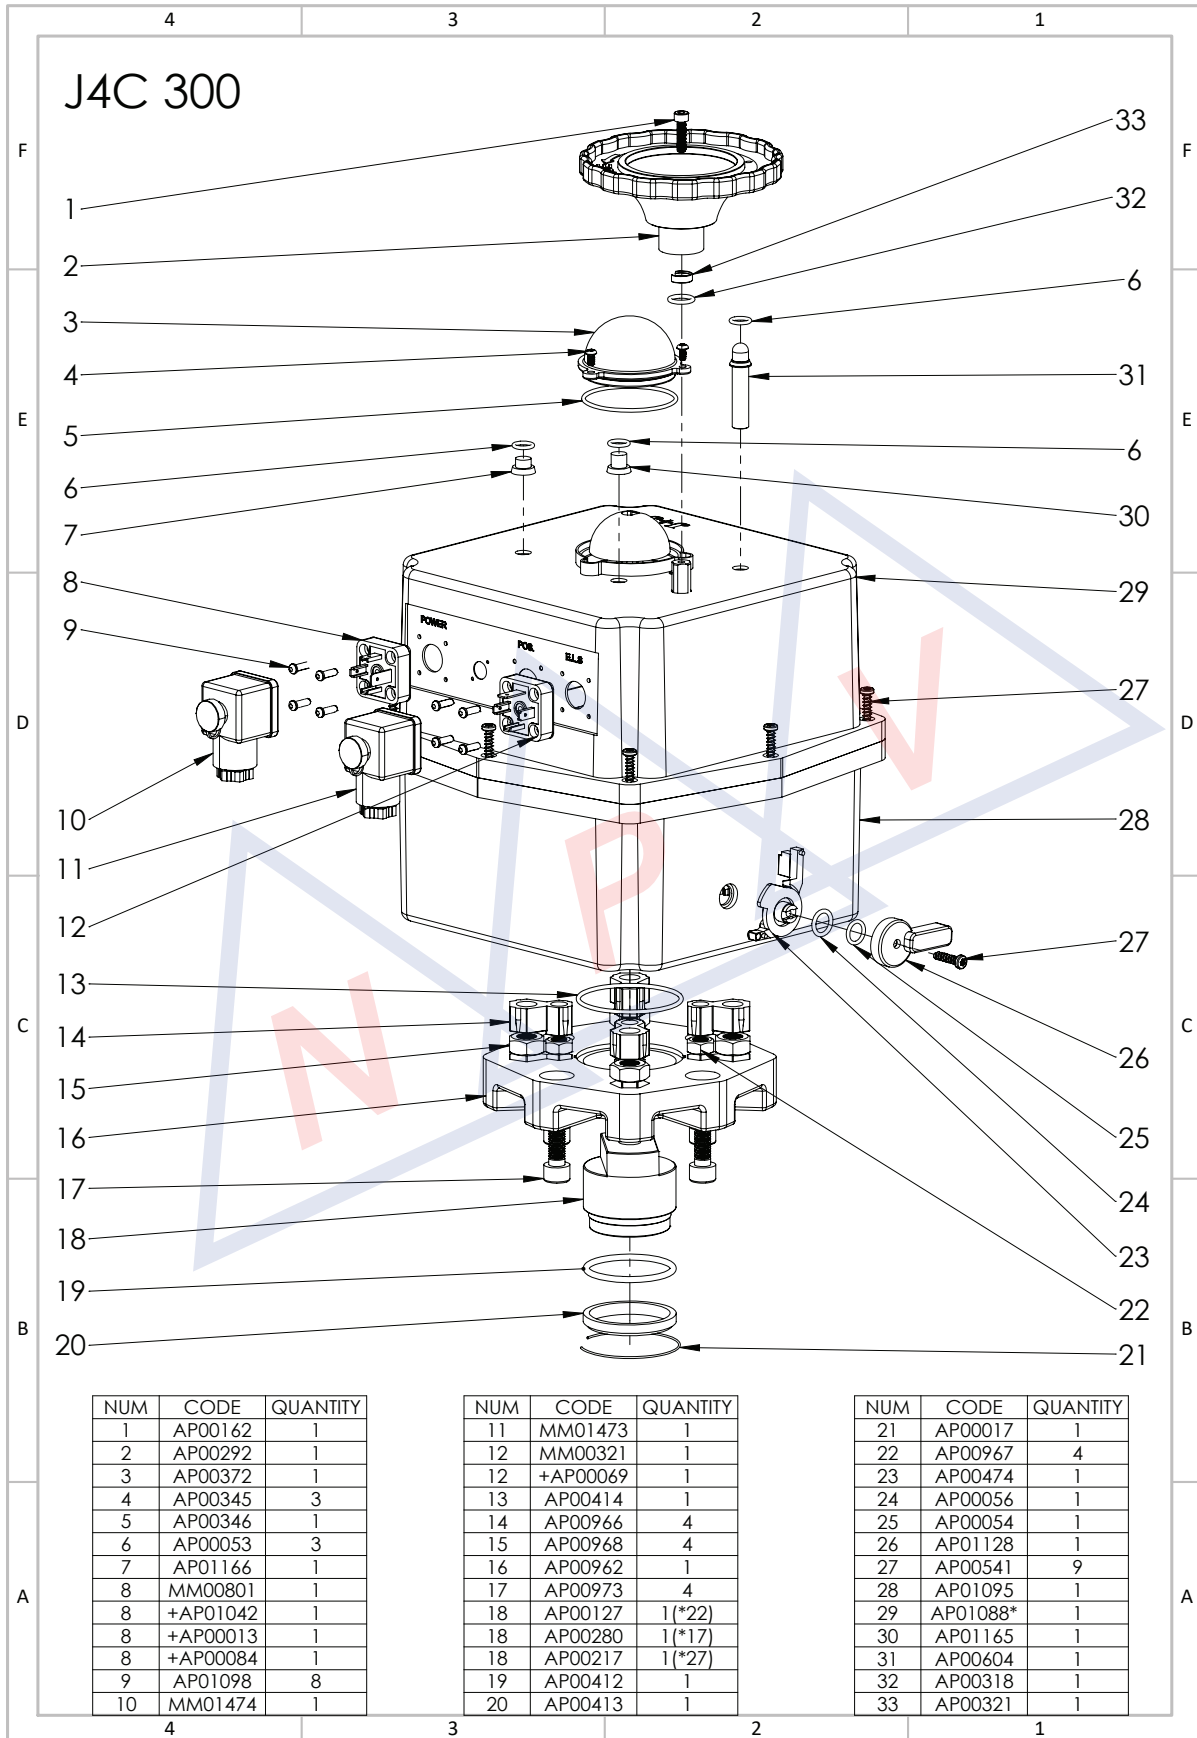 4 3 2 1
J4C 300
F F
33
1
32
2
3 6
4 31
E E
5
6 6
7 30
8 29
POWER
POS.
E.L.S
9
27
D D
10 28
11
12 27
13
C C
14 26
15
16 25
17 24
18 23
19 22
B B
20 21
NUM CODE QUANTITY NUM CODE QUANTITY NUM CODE QUANTITY
1 AP00162 1 11 MM01473 1 21 AP00017 1
2 AP00292 1 12 MM00321 1 22 AP00967 4
3 AP00372 1 12 +AP00069 1 23 AP00474 1
4 AP00345 3 13 AP00414 1 24 AP00056 1
5 AP00346 1 14 AP00966 4 25 AP00054 1
6 AP00053 3 15 AP00968 4 26 AP01128 1
7 AP01166 1 16 AP00962 1 27 AP00541 9
8 MM00801 1 17 AP00973 4 28 AP01095 1
8 +AP01042 1 18 AP00127 1(*22) 29 AP01088* 1
8 +AP00013 1 18 AP00280 1(*17) 30 AP01165 1
8 +AP00084 1 18 AP00217 1(*27) 31 AP00604 1
9 AP01098 8 19 AP00412 1 32 AP00318 1
10 MM01474 1 20 AP00413 1 33 AP00321 1
A A
4 3 2 1
N P V